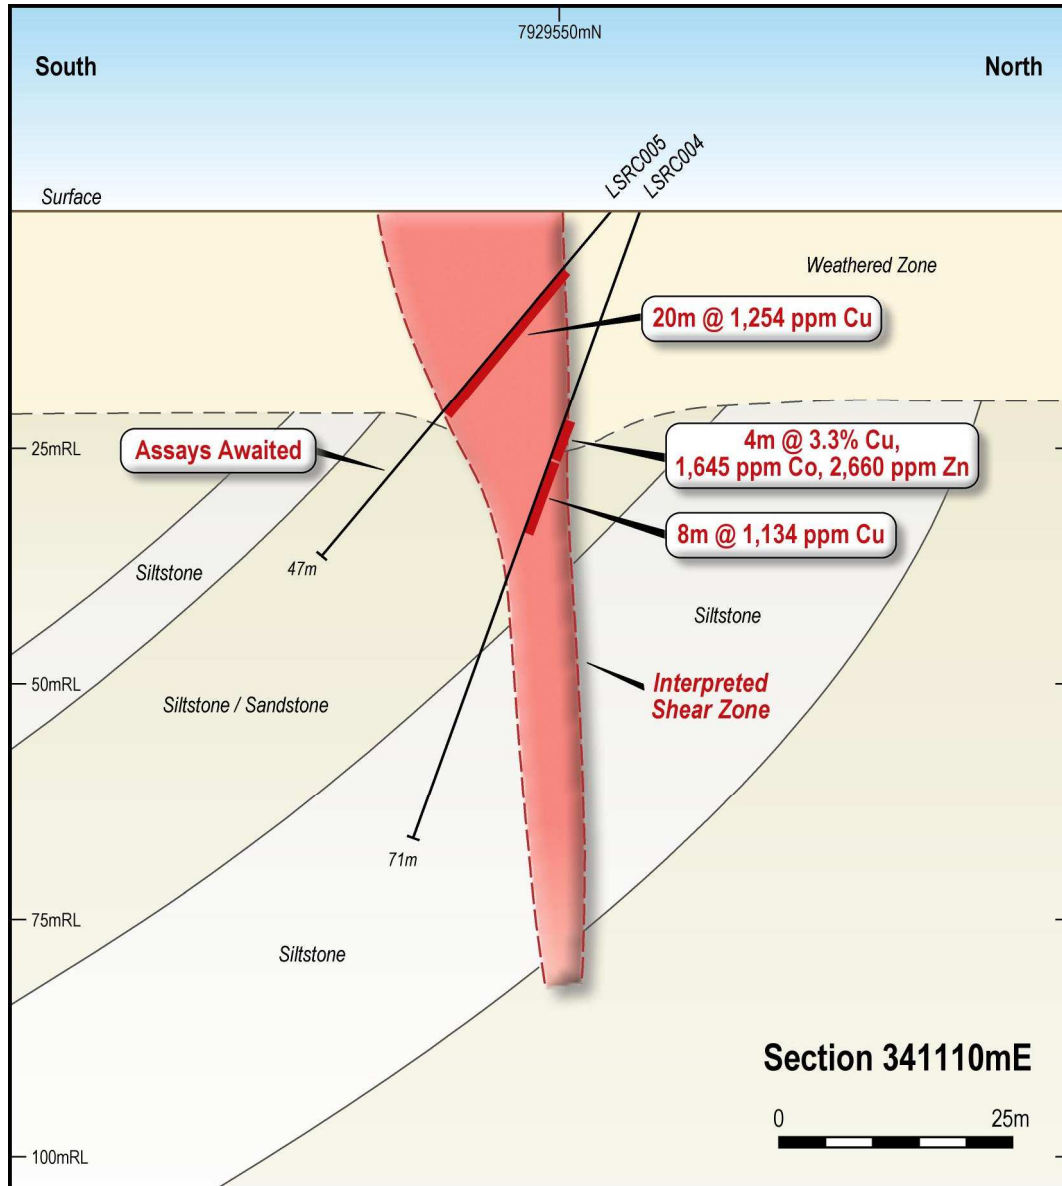 7929550mN
South
North
LSRC005
LSRC004
Surface
Weathered Zone
20m @ 1,254 ppm Cu
Assays Awaited
25mRL
4m @ 3.3% Cu,
1,645 ppm Co, 2,660 ppm Zn
8m @ 1,134 ppm Cu
47m
Siltstone
Siltstone
50mRL
Siltstone / Sandstone
Interpreted
Shear Zone
71m
75mRL
Siltstone
Section 341110mE
0
25m
100mRL